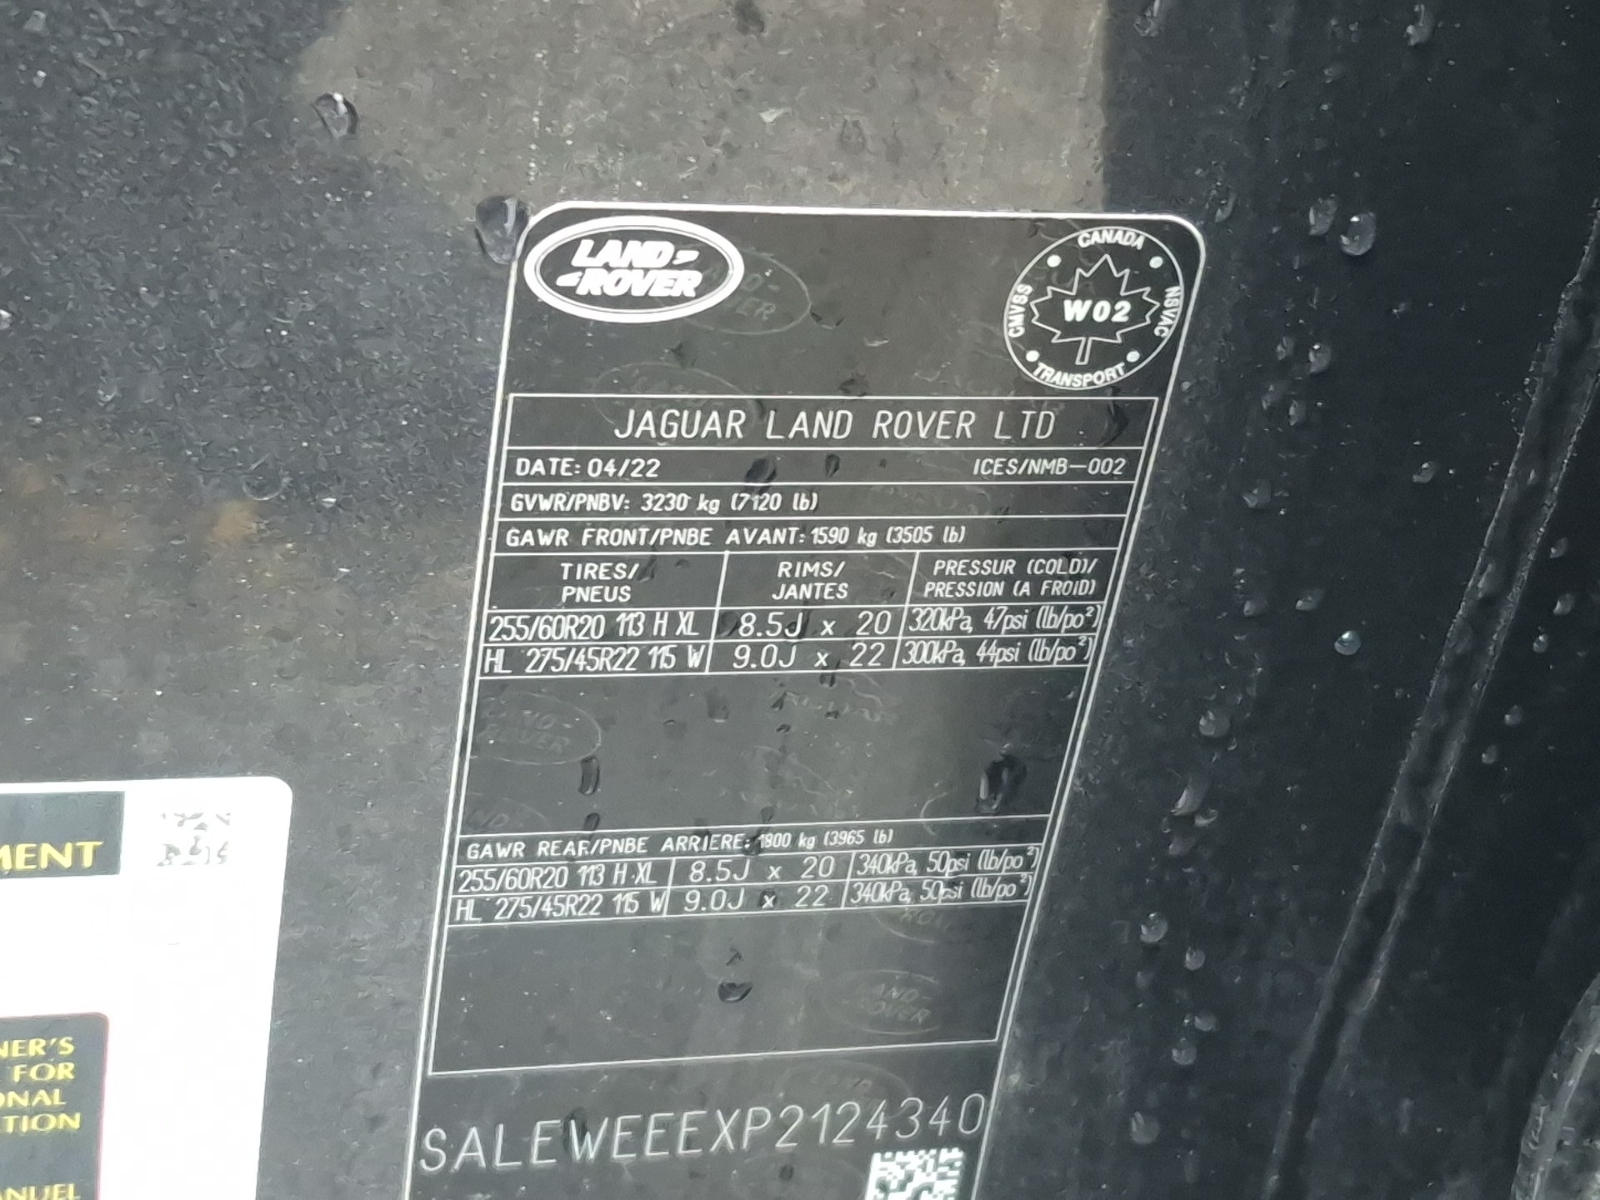 LAND-
-ROVER
CANADA
CMVSS
NSVAC
W02
TRANSPORT
JAGUAR LAND ROVER LTD
DATE: 04/22 ICES/NMB-002
GVWR/PNBV: 3230 kg (7120 lb)
GAWR FRONT/PNBE AVANT: 1590 kg (3505 lb)
TIRES/ RIMS/ PRESSUR (COLD)/
PNEUS JANTES PRESSION (A FROID)
255/60R20 113 H XL 8.5J x 20 320kPa, 47psi (lb/po²)
HL 275/45R22 115 W 9.0J x 22 300kPa, 44psi (lb/po²)
GAWR REAR/PNBE ARRIERE: 1800 kg (3965 lb)
255/60R20 113 H XL 8.5J x 20 340kPa, 50psi (lb/po²)
HL 275/45R22 115 W 9.0J x 22 340kPa, 50psi (lb/po²)
SALEWEEEXP2124340
MENT
NER'S
FOR
ONAL
TION
ANUEL